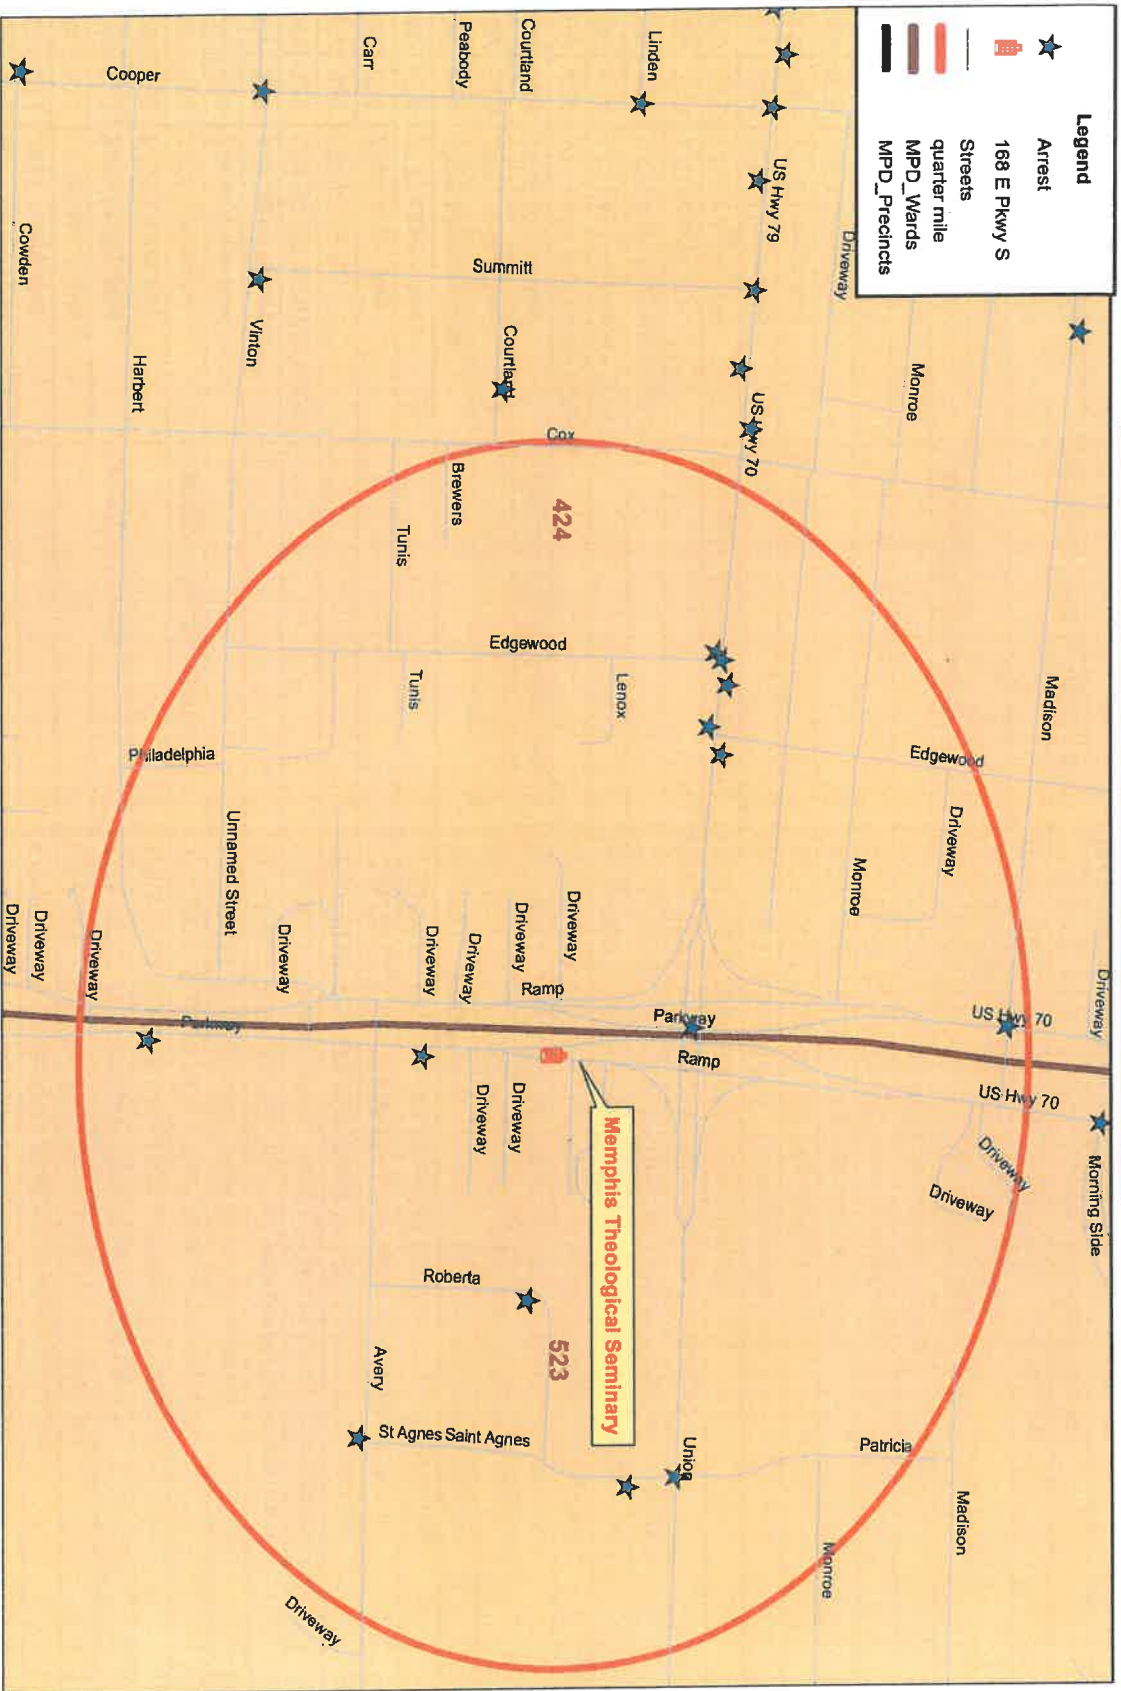 Legend
Arrest
168 E Pkwy S
Streets
quarter mile
MPD_Wards
MPD_Precincts
Madison
Driveway
Morning Side
US Hwy 70
US Hwy 70
Driveway
Driveway
Madison
Edgewood
Driveway
Monroe
Monroe
Patricia
Monroe
Driveway
US Hwy 79
US Hwy 70
Parkway
Ramp
Union
Linden
Lenox
Memphis Theological Seminary
Cox
424
523
Driveway
Ramp
Driveway
Driveway
Courtland
Summitt
Courtland
Edgewood
Peabody
Brewers
Driveway
Driveway
Driveway
Roberta
St Agnes Saint Agnes
Carr
Tunis
Tunis
Avery
Driveway
Driveway
Vinton
Unnamed Street
Parkway
Philadelphia
Cooper
Harbert
Driveway
Driveway
Driveway
Cowden